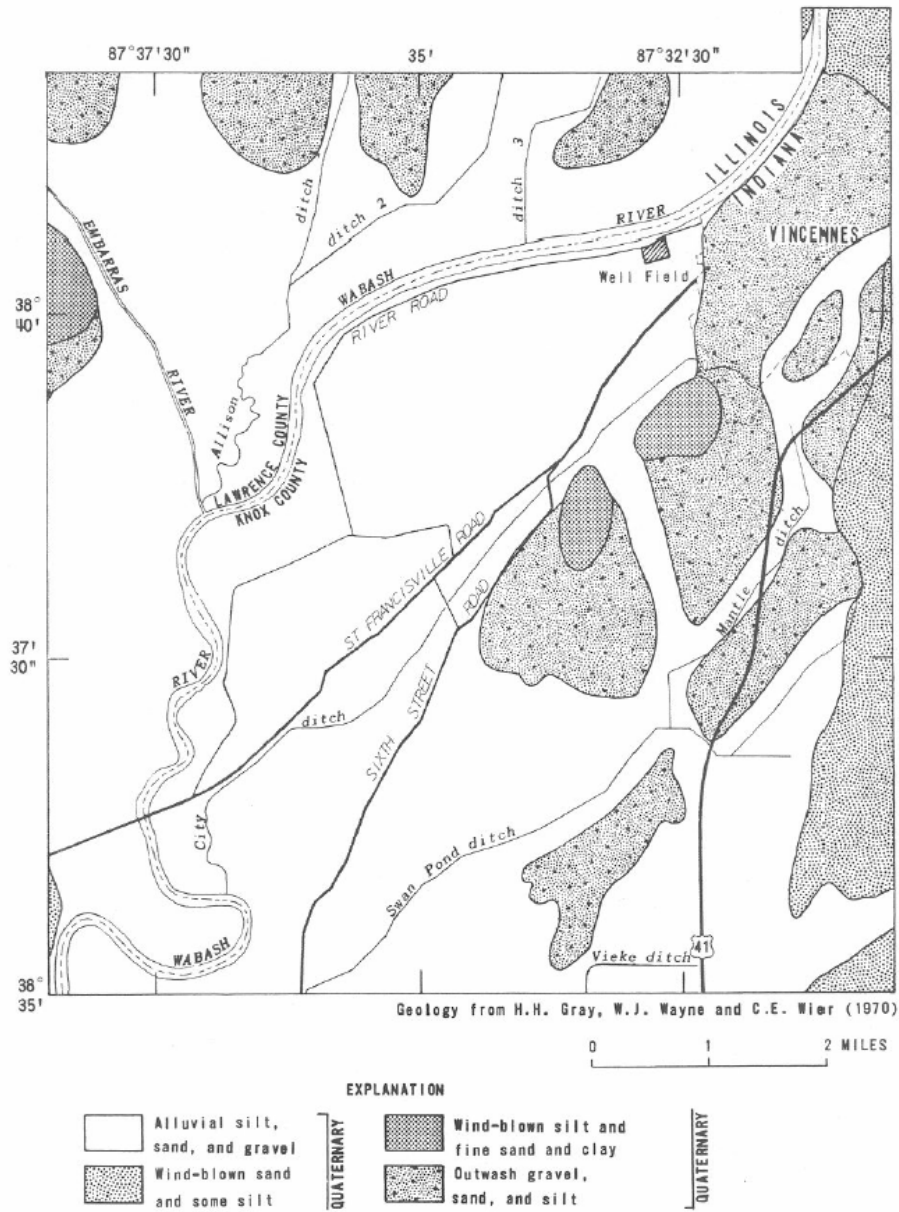 87°37'30"
35'
87°32'30"
ILLINOIS
INDIANA
ditch
ditch 2
ditch 3
RIVER
VINCENNES
EMBARRAS
WABASH
Well Field
38°
40'
RIVER ROAD
RIVER
Allison
LAWRENCE COUNTY
KNOX COUNTY
ST FRANCISVILLE ROAD
ditch
ROAD
Mantle
37'
30"
RIVER
ditch
STREET
SIXTH
City
Swan Pond ditch
WABASH
41
Vieke ditch
38°
35'
Geology from H.H. Gray, W.J. Wayne and C.E. Wier (1970)
0 1 2 MILES
EXPLANATION
Alluvial silt,
sand, and gravel
Wind-blown sand
and some silt
QUATERNARY
Wind-blown silt and
fine sand and clay
Outwash gravel,
sand, and silt
QUATERNARY